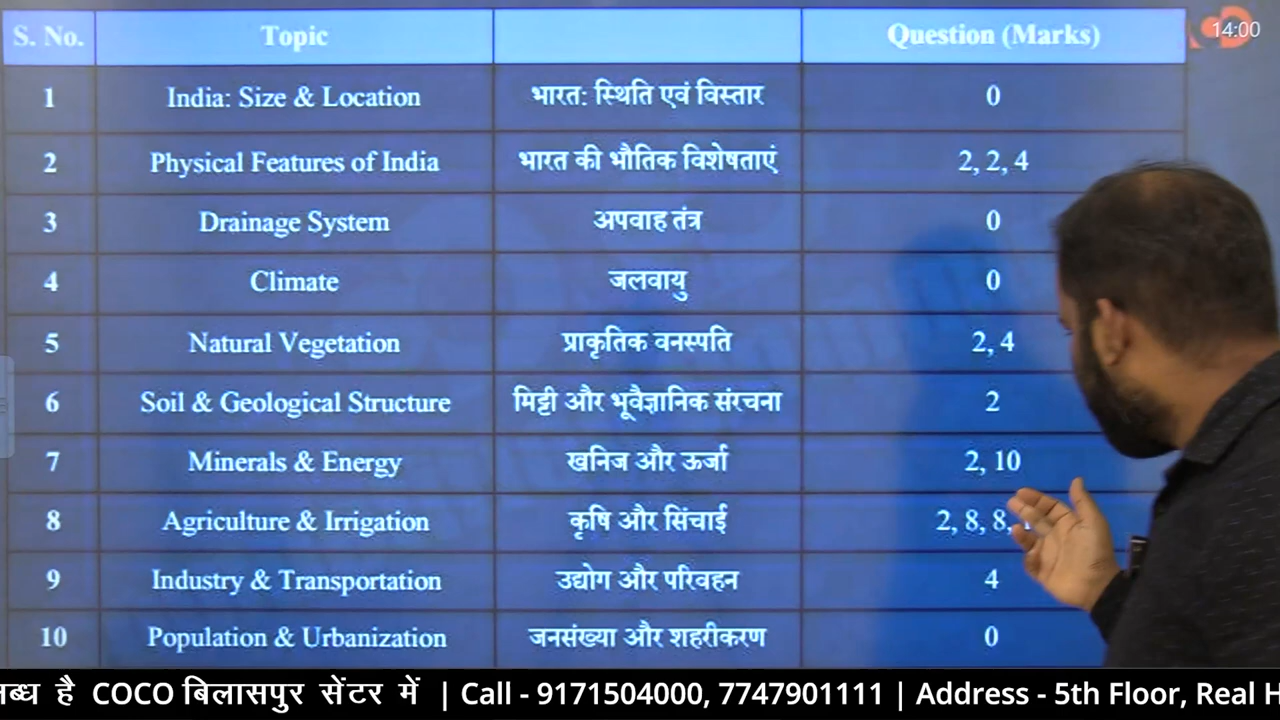 S. No. Topic Question (Marks)
14:00
1 India: Size & Location भारत: स्थिति एवं विस्तार 0
2 Physical Features of India भारत की भौतिक विशेषताएं 2, 2, 4
3 Drainage System अपवाह तंत्र 0
4 Climate जलवायु 0
5 Natural Vegetation प्राकृतिक वनस्पति 2, 4
6 Soil & Geological Structure मिट्टी और भूवैज्ञानिक संरचना 2
7 Minerals & Energy खनिज और ऊर्जा 2, 10
8 Agriculture & Irrigation कृषि और सिंचाई 2, 8, 8,
9 Industry & Transportation उद्योग और परिवहन 4
10 Population & Urbanization जनसंख्या और शहरीकरण 0
है COCO बिलासपुर सेंटर में | Call - 9171504000, 7747901111 | Address - 5th Floor, Real